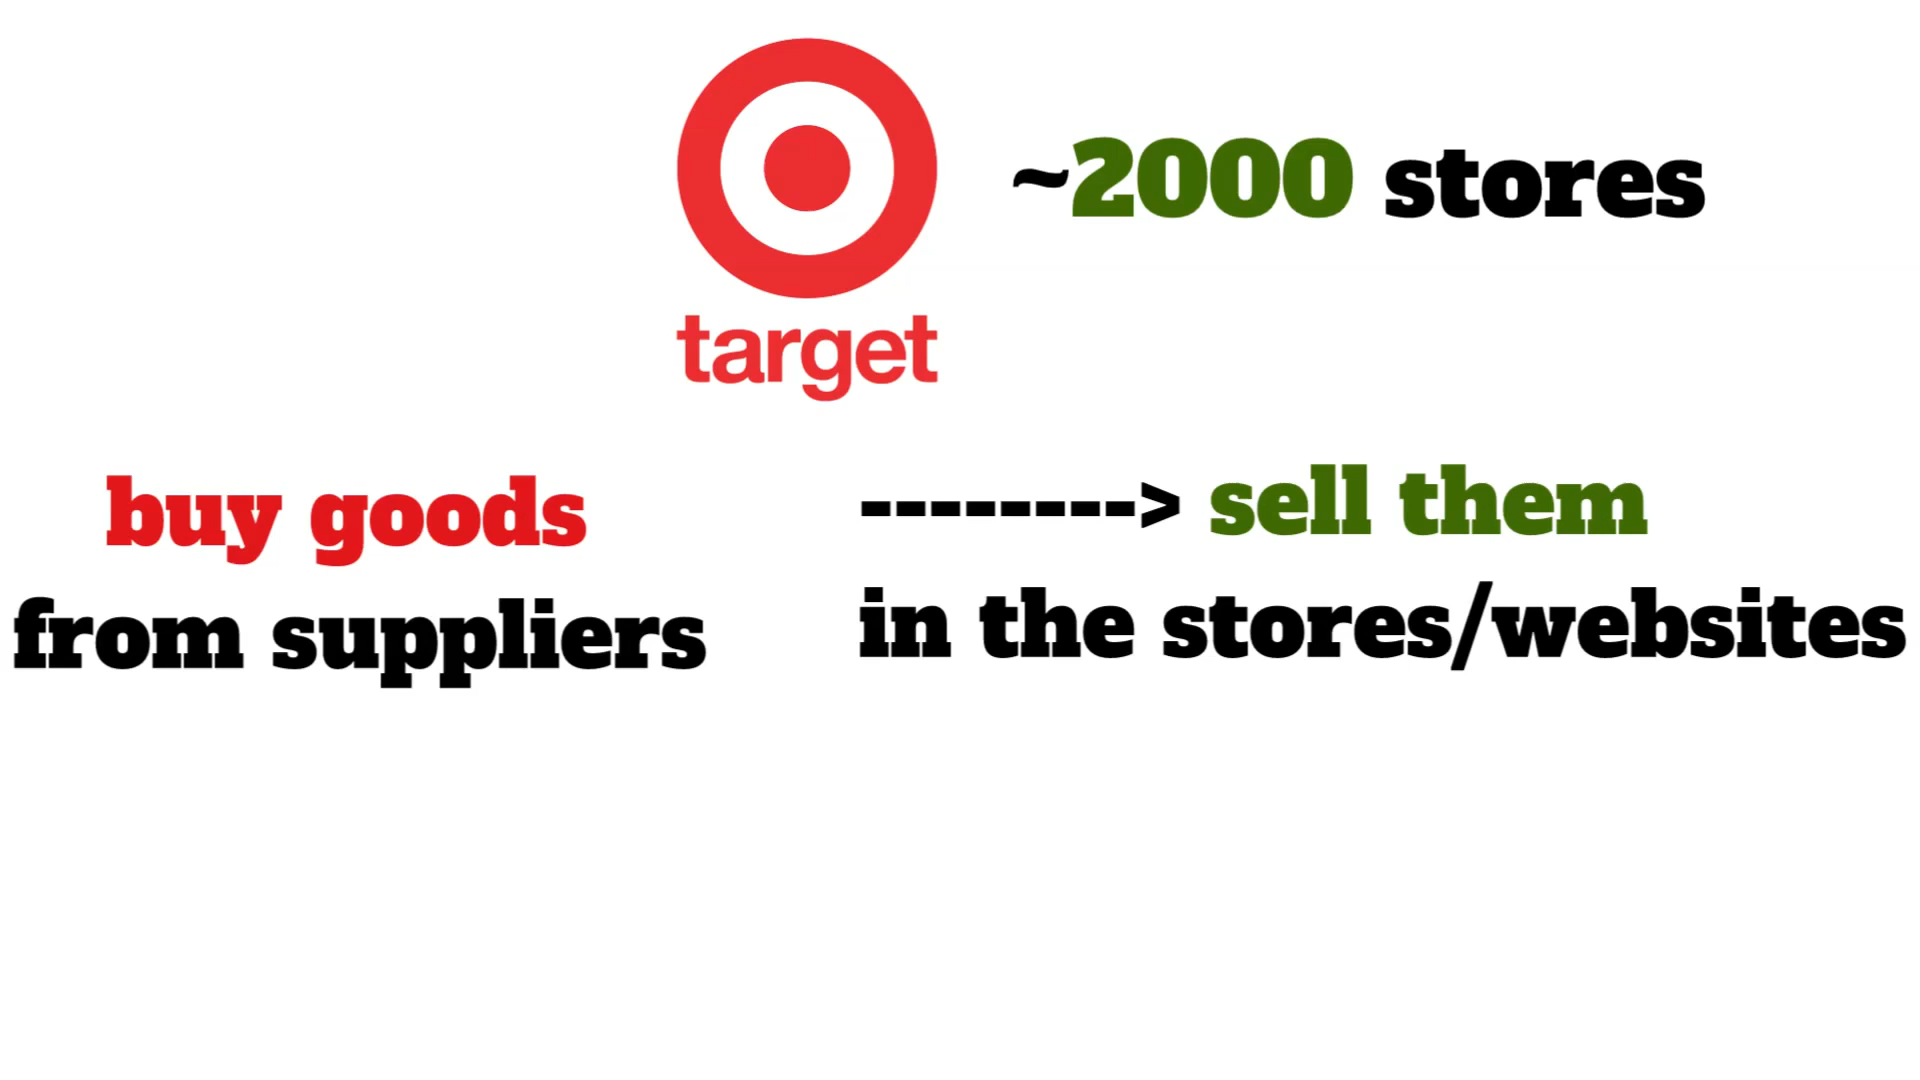 ~2000 stores
target
buy goods
from suppliers
--------> sell them
in the stores/websites